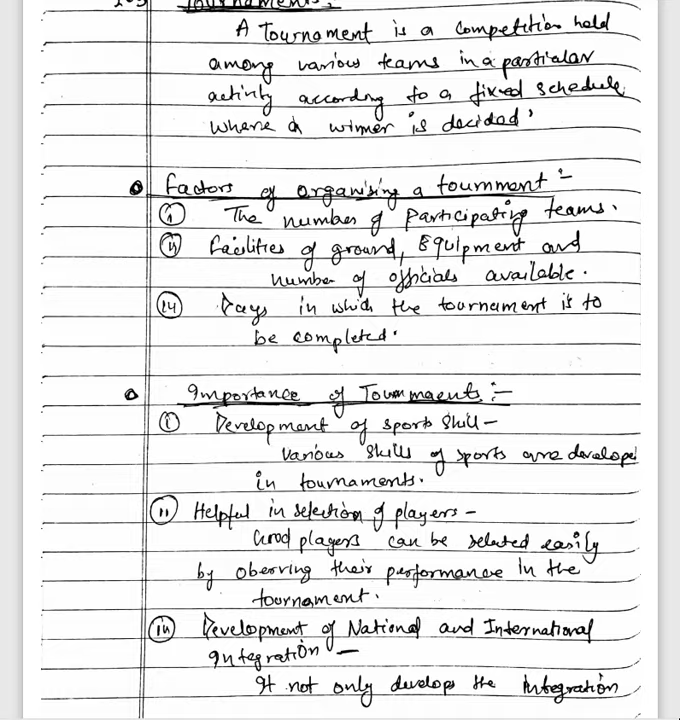 Tournaments:
A Tournament is a competition held
among various teams in a particular
activity according to a fixed schedule
where a winner is decided.
Factors of organising a tournment :-
(i) The number of Participating teams.
(ii) Facilities of ground, Equipment and
number of officials available.
(iii) Days in which the tournament is to
be completed.
Importance of Tournmaents :-
(i) Development of sports skill -
Various skills of sports are develope
in tournaments.
(ii) Helpful in selection of players -
Good players can be selected easily
by observing their performance in the
tournament.
(iii) Development of National and International
Integration -
It not only develops the integration